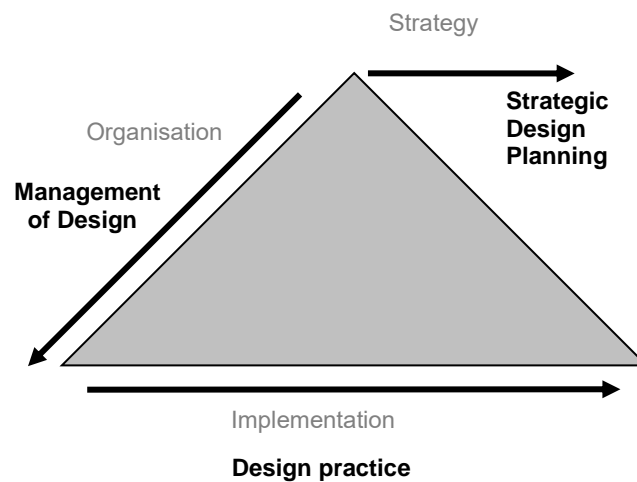 Strategy
Strategic
Design
Planning
Organisation
Management
of Design
Implementation
Design practice